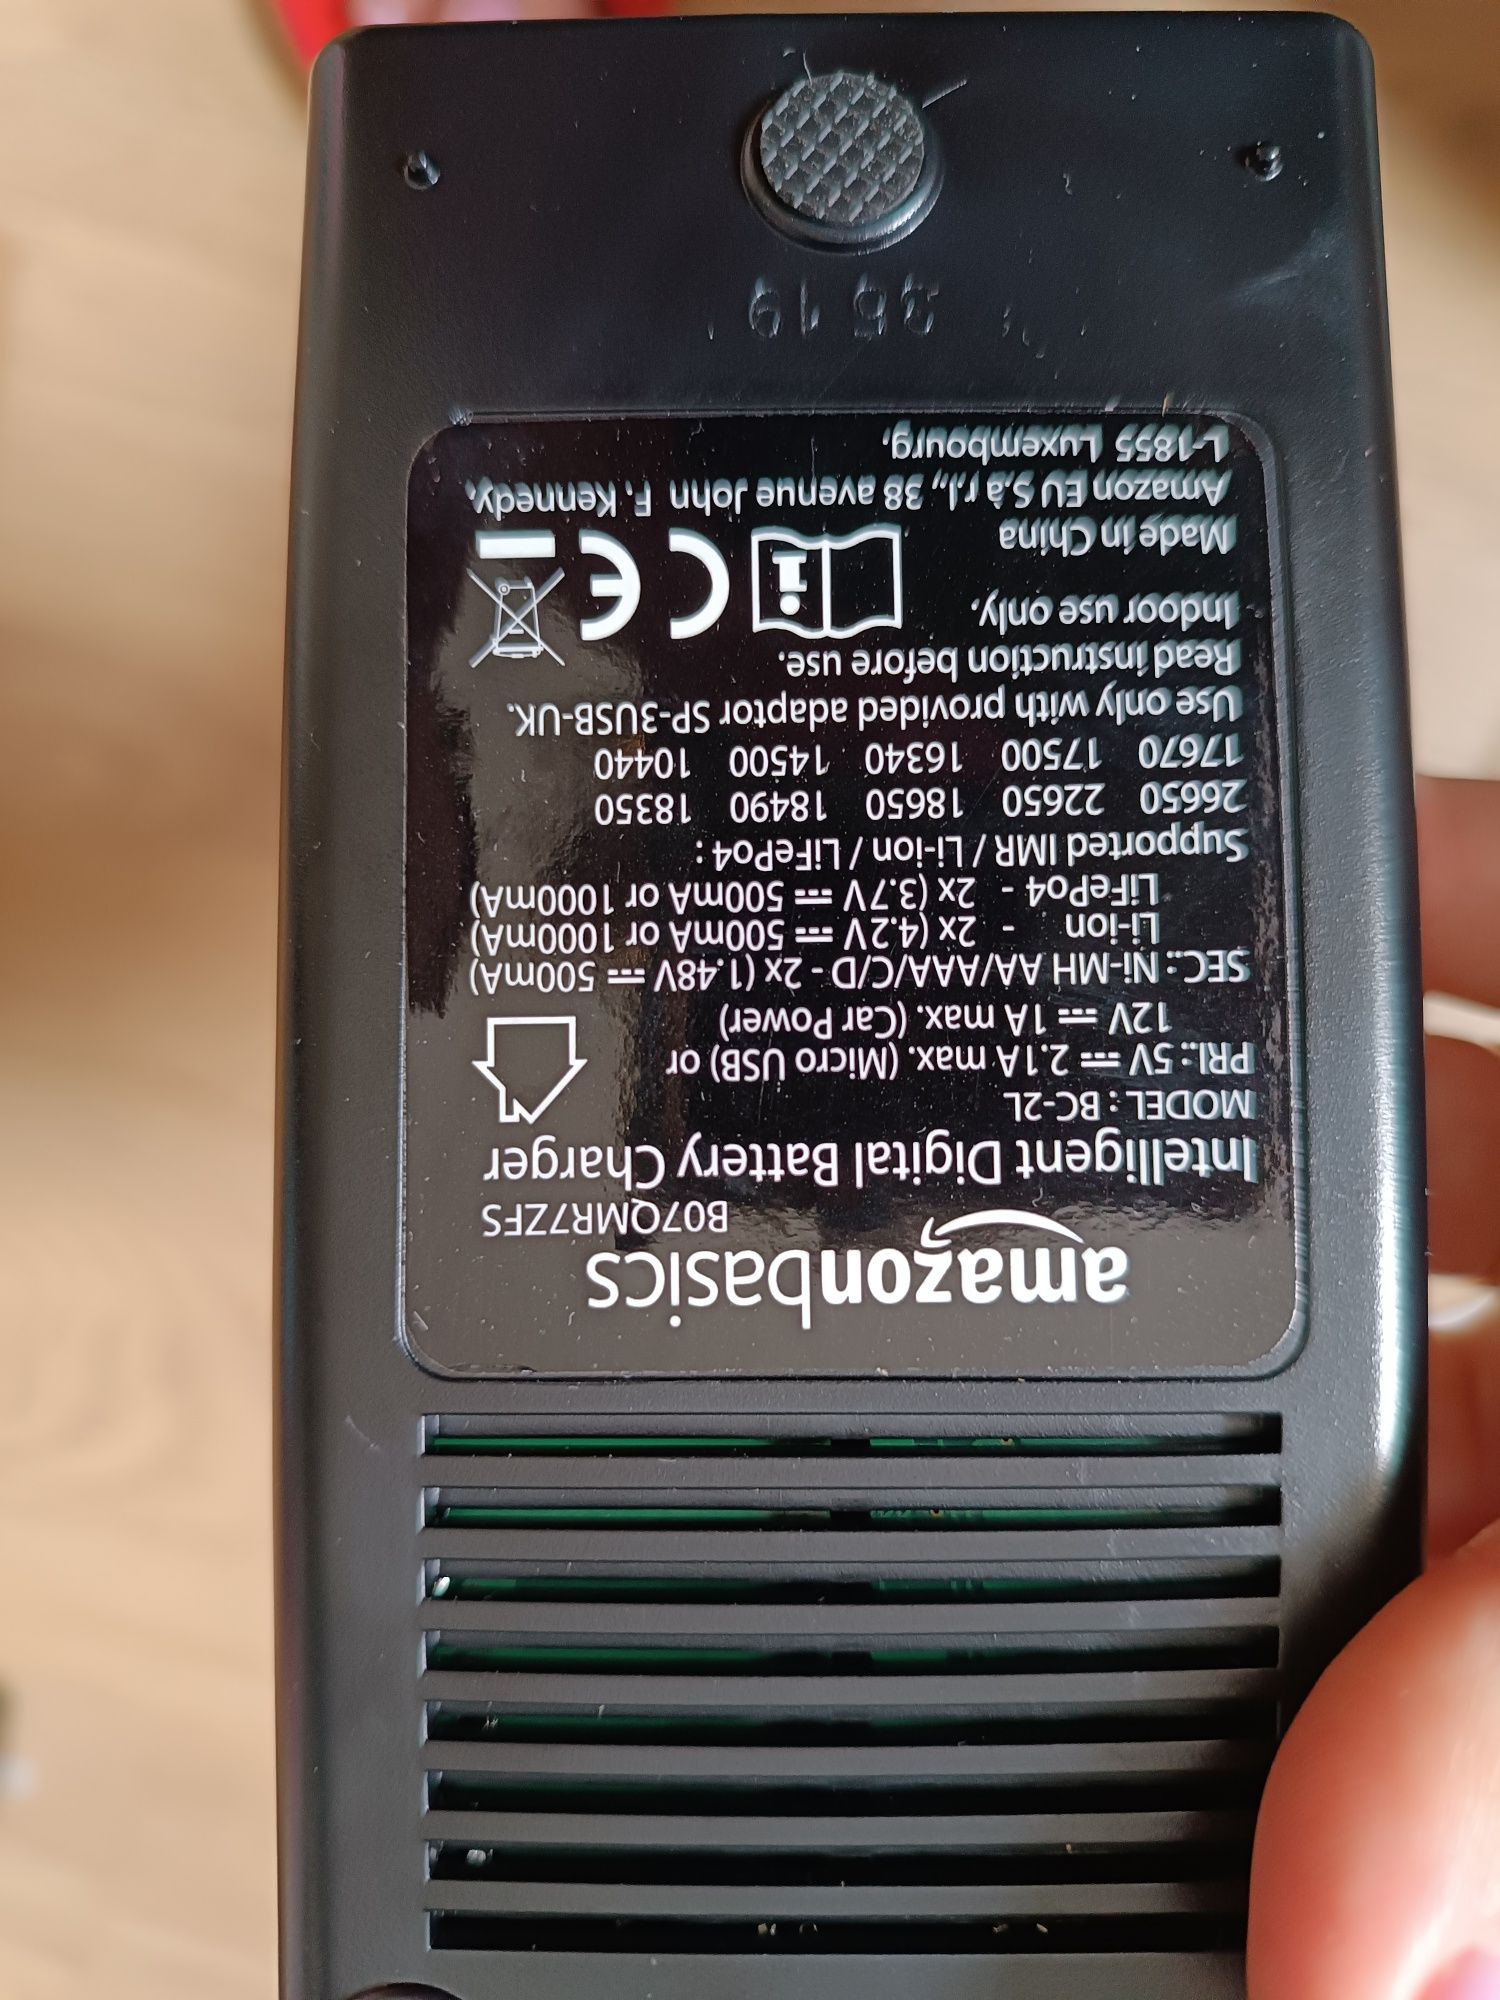 amazonbasics
B07QMR7ZFS
Intelligent Digital Battery Charger
MODEL : BC-2L
PRI.: 5V ⎓ 2.1A max. (Micro USB) or
12V ⎓ 1A max. (Car Power)
SEC.: Ni-MH AA/AAA/C/D - 2x (1.48V ⎓ 500mA)
Li-ion - 2x (4.2V ⎓ 500mA or 1000mA)
LiFePo4 - 2x (3.7V ⎓ 500mA or 1000mA)
Supported IMR / Li-ion / LiFePo4 :
26650 22650 18650 18490 18350
17670 17500 16340 14500 10440
Use only with provided adaptor SP-3USB-UK.
Read instruction before use.
Indoor use only.
Made in China
i CE
Amazon EU S.à r.l., 38 avenue John F. Kennedy,
L-1855 Luxembourg.
3519